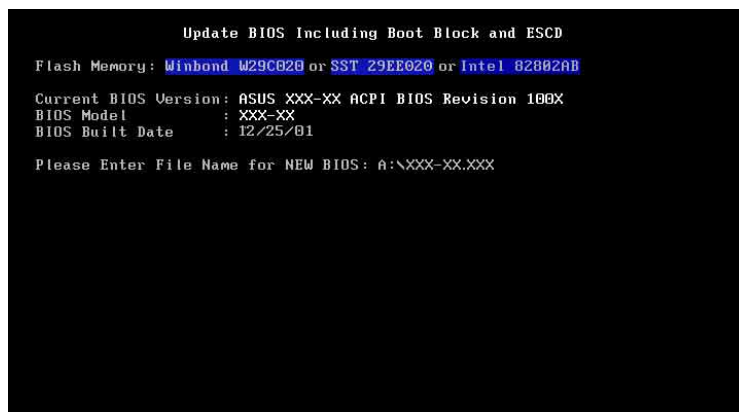 Update BIOS Including Boot Block and ESCD
Flash Memory: Winbond W29C020 or SST 29EE020 or Intel 82802AB
Current BIOS Version: ASUS XXX-XX ACPI BIOS Revision 100X
BIOS Model : XXX-XX
BIOS Built Date : 12/25/01
Please Enter File Name for NEW BIOS: A:\XXX-XX.XXX